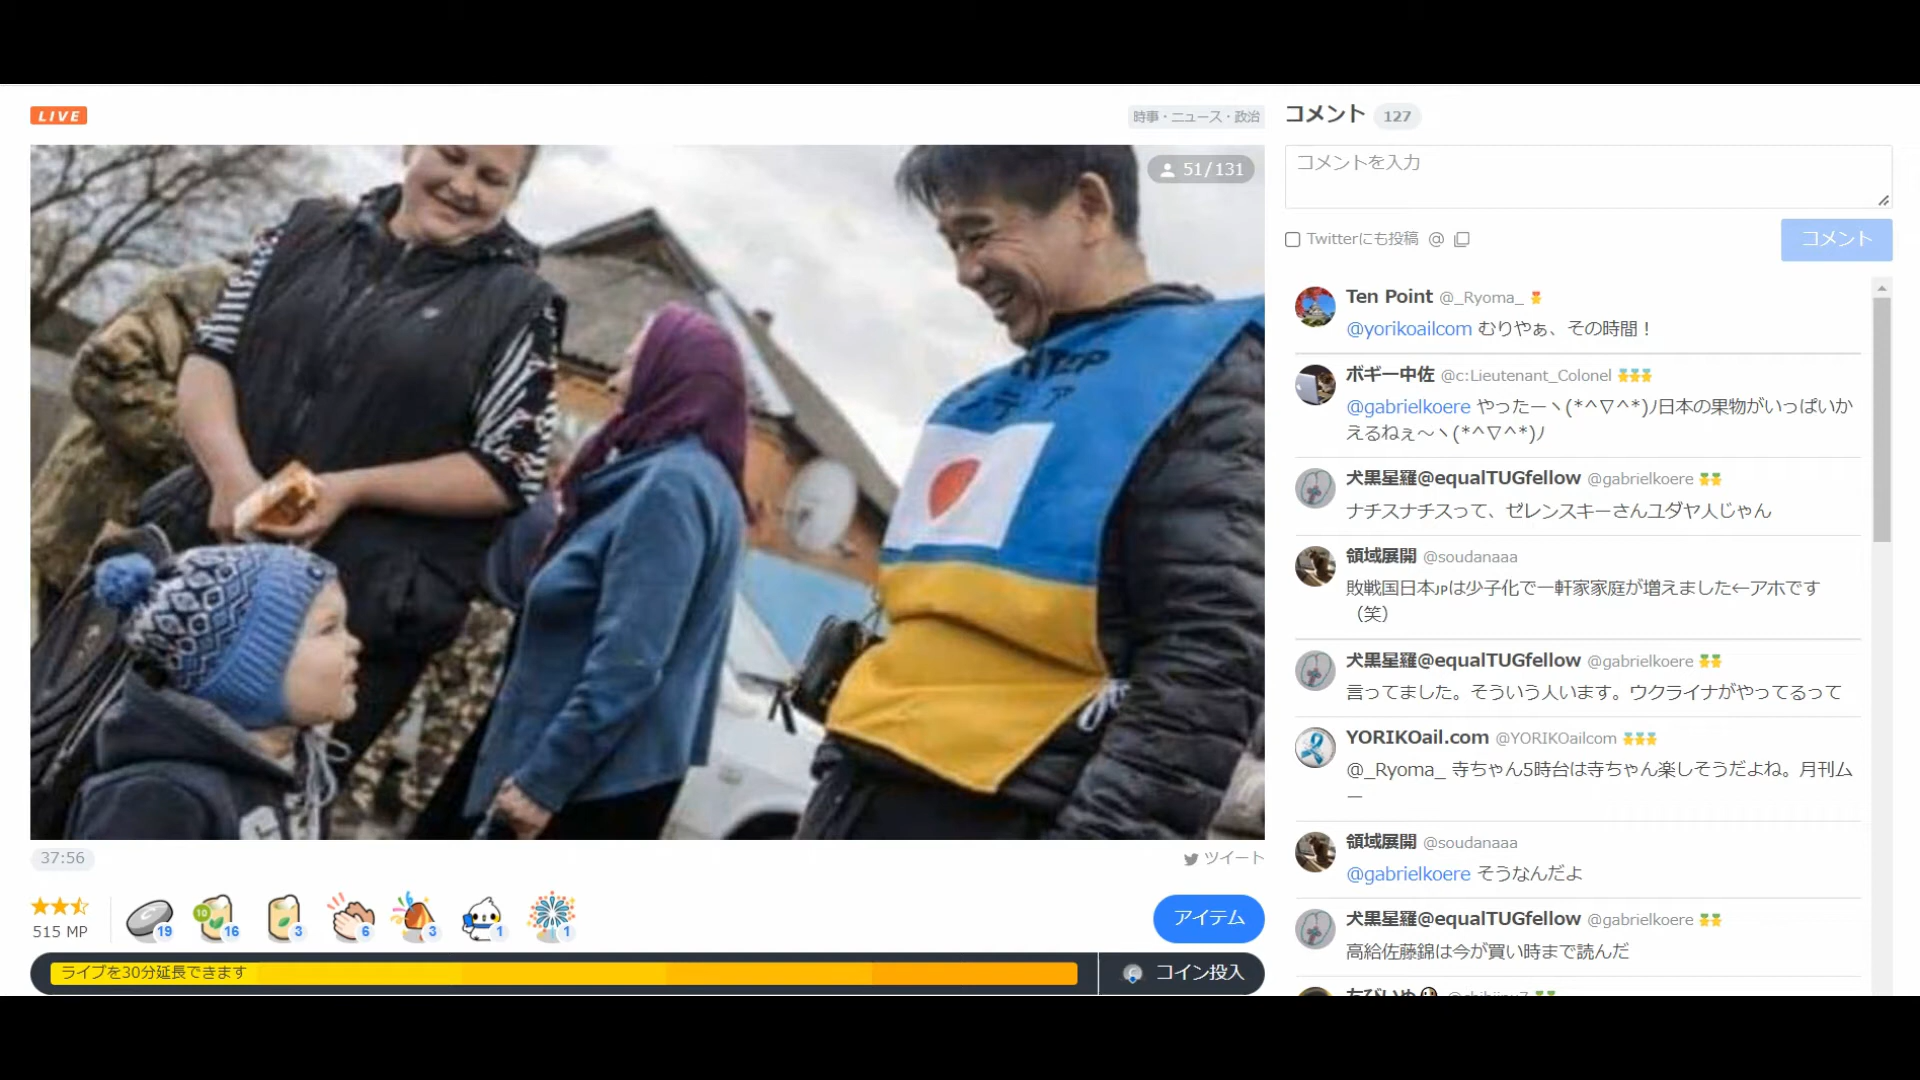 LIVE
時事・ニュース・政治
51/131
37:56
ツイート
515 MP
19
10
16
3
6
3
1
1
アイテム
ライブを30分延長できます
コイン投入
コメント 127
コメントを入力
Twitterにも投稿 @
コメント
Ten Point @_Ryoma_
@yorikoailcom むりやぁ、その時間！
ボギー中佐 @c:Lieutenant_Colonel
@gabrielkoere やったーヽ(*^∇^*)ﾉ日本の果物がいっぱいか
えるねぇ～ヽ(*^∇^*)ﾉ
犬黒星羅@equalTUGfellow @gabrielkoere
ナチスナチスって、ゼレンスキーさんユダヤ人じゃん
領域展開 @soudanaaa
敗戦国日本JPは少子化で一軒家家庭が増えました←アホです
（笑）
犬黒星羅@equalTUGfellow @gabrielkoere
言ってました。そういう人います。ウクライナがやってるって
YORIKOail.com @YORIKOailcom
@_Ryoma_ 寺ちゃん5時台は寺ちゃん楽しそうだよね。月刊ム
ー
領域展開 @soudanaaa
@gabrielkoere そうなんだよ
犬黒星羅@equalTUGfellow @gabrielkoere
高給佐藤錦は今が買い時まで読んだ